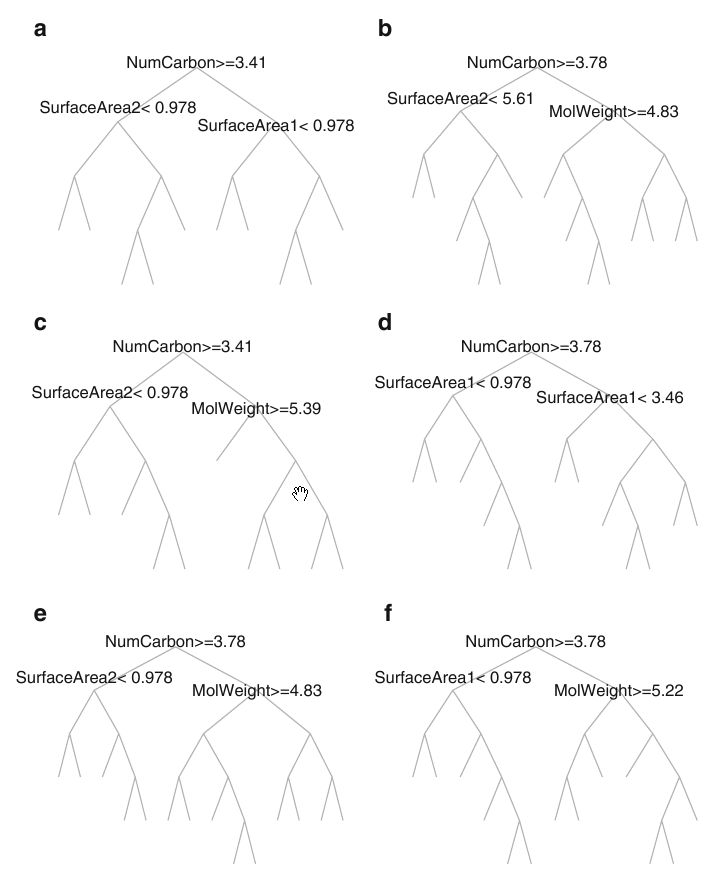 a
NumCarbon>=3.41
SurfaceArea2< 0.978
SurfaceArea1< 0.978
b
NumCarbon>=3.78
SurfaceArea2< 5.61
MolWeight>=4.83
c
NumCarbon>=3.41
SurfaceArea2< 0.978
MolWeight>=5.39
d
NumCarbon>=3.78
SurfaceArea1< 0.978
SurfaceArea1< 3.46
e
NumCarbon>=3.78
SurfaceArea2< 0.978
MolWeight>=4.83
f
NumCarbon>=3.78
SurfaceArea1< 0.978
MolWeight>=5.22